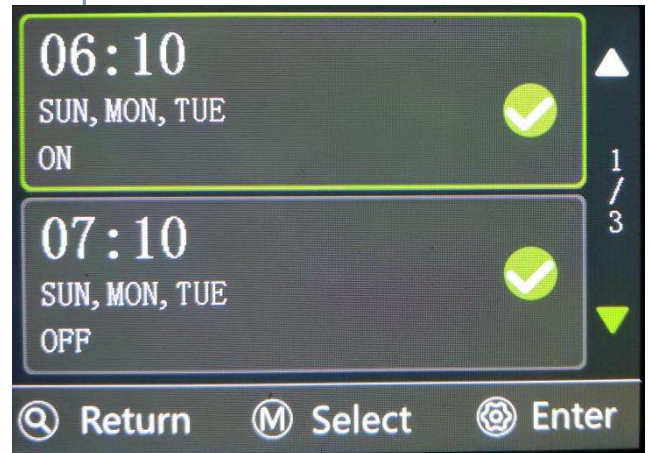 06:10
SUN, MON, TUE
ON
07:10
SUN, MON, TUE
OFF
1/3
Return
M Select
Enter